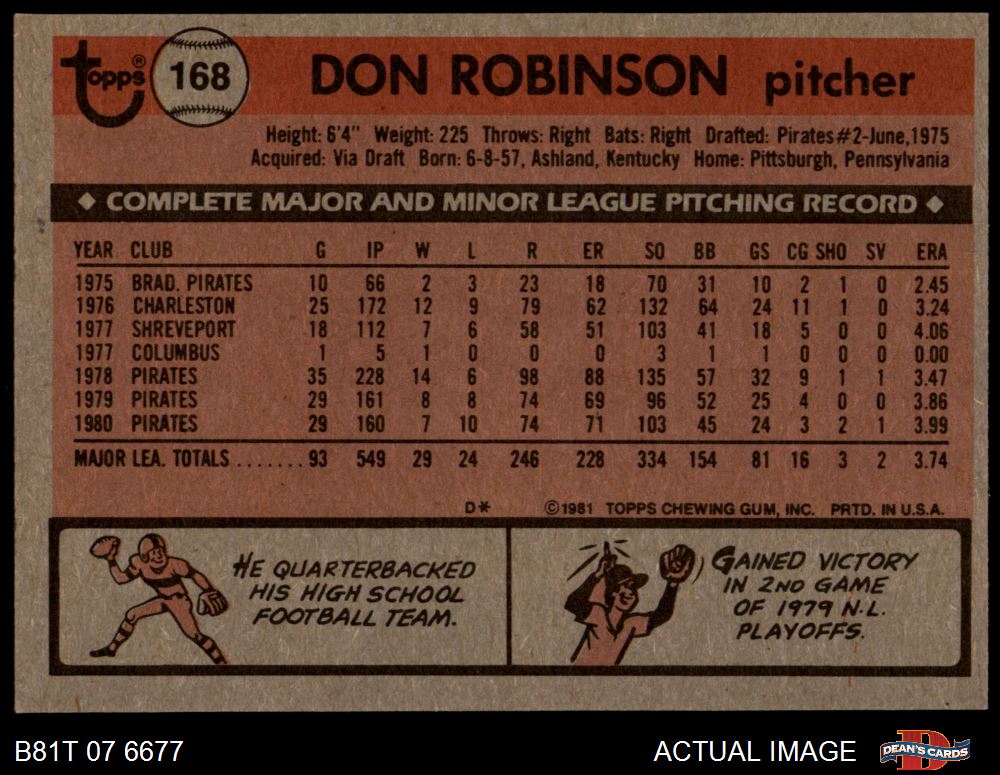 topps® 168 DON ROBINSON pitcher
Height: 6'4" Weight: 225 Throws: Right Bats: Right Drafted: Pirates#2-June,1975
Acquired: Via Draft Born: 6-8-57, Ashland, Kentucky Home: Pittsburgh, Pennsylvania
◆ COMPLETE MAJOR AND MINOR LEAGUE PITCHING RECORD ◆
YEAR CLUB G IP W L R ER SO BB GS CG SHO SV ERA
1975 BRAD. PIRATES 10 66 2 3 23 18 70 31 10 2 1 0 2.45
1976 CHARLESTON 25 172 12 9 79 62 132 64 24 11 1 0 3.24
1977 SHREVEPORT 18 112 7 6 58 51 103 41 18 5 0 0 4.06
1977 COLUMBUS 1 5 1 0 0 0 3 1 1 0 0 0 0.00
1978 PIRATES 35 228 14 6 98 88 135 57 32 9 1 1 3.47
1979 PIRATES 29 161 8 8 74 69 96 52 25 4 0 0 3.86
1980 PIRATES 29 160 7 10 74 71 103 45 24 3 2 1 3.99
MAJOR LEA. TOTALS ....... 93 549 29 24 246 228 334 154 81 16 3 2 3.74
D* ©1981 TOPPS CHEWING GUM, INC. PRTD. IN U.S.A.
HE QUARTERBACKED
HIS HIGH SCHOOL
FOOTBALL TEAM.
GAINED VICTORY
IN 2ND GAME
OF 1979 N.L.
PLAYOFFS.
B81T 07 6677 ACTUAL IMAGE DEAN'S CARDS